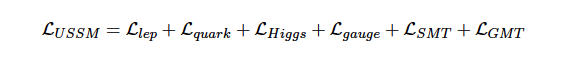 ℒ_{USSM} = ℒ_{lep} + ℒ_{quark} + ℒ_{Higgs} + ℒ_{gauge} + ℒ_{SMT} + ℒ_{GMT}